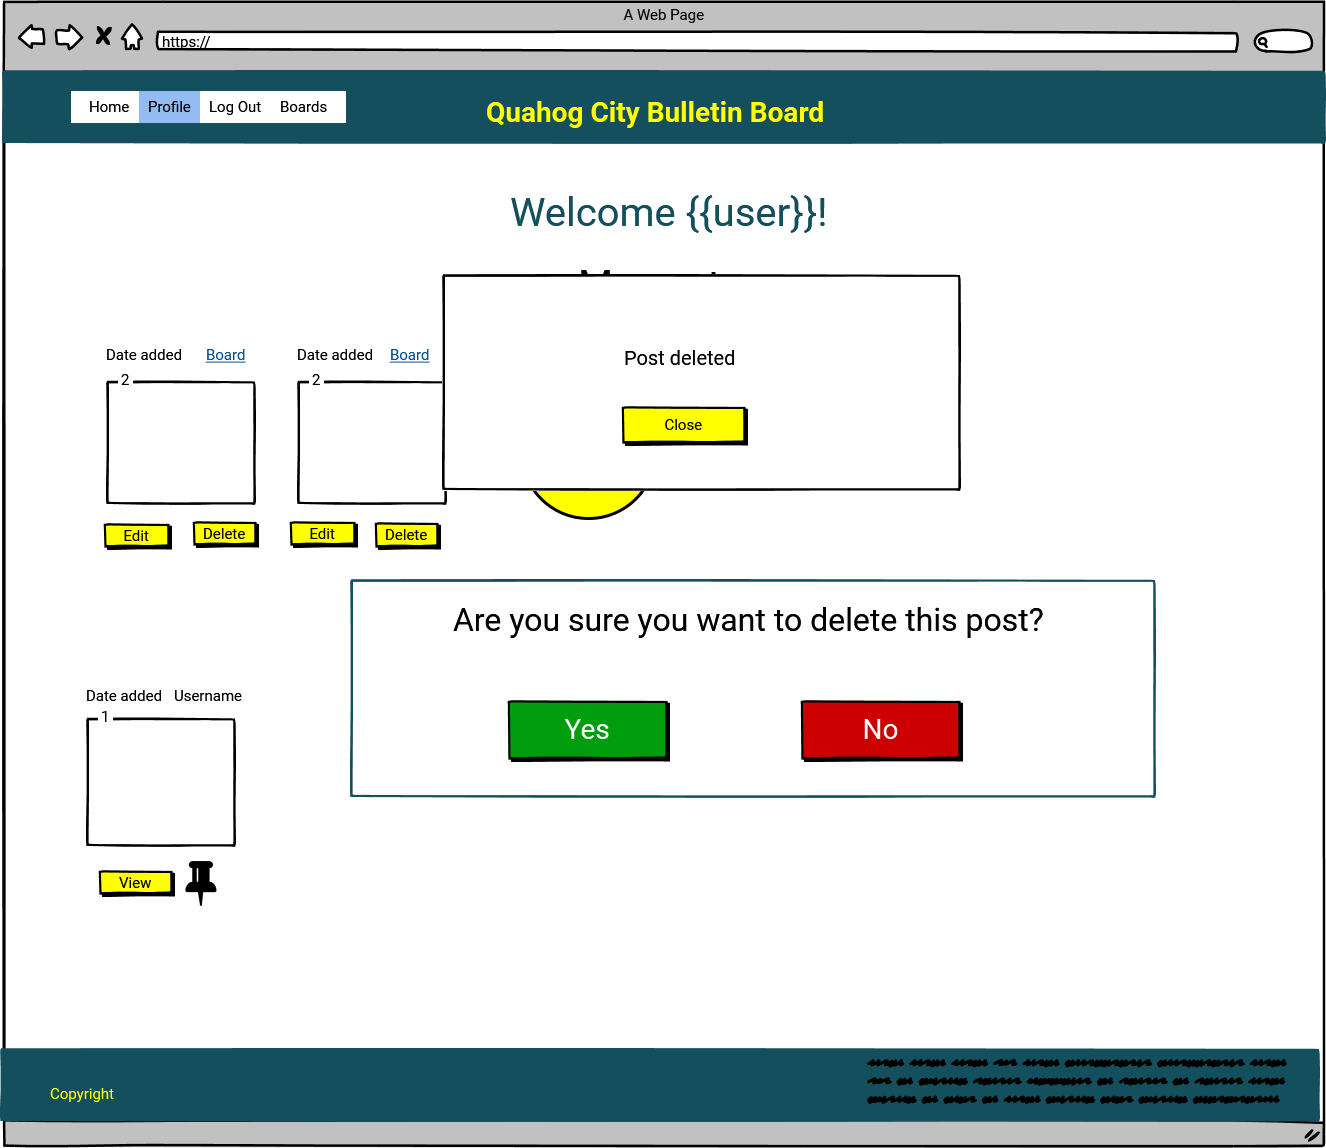 A Web Page
https://
Home Profile Log Out Boards
Quahog City Bulletin Board
Welcome {{user}}!
Date added Board Date added Board
2 2
Post deleted
Close
Edit Delete Edit Delete
Are you sure you want to delete this post?
Yes No
Date added Username
1
View
Copyright